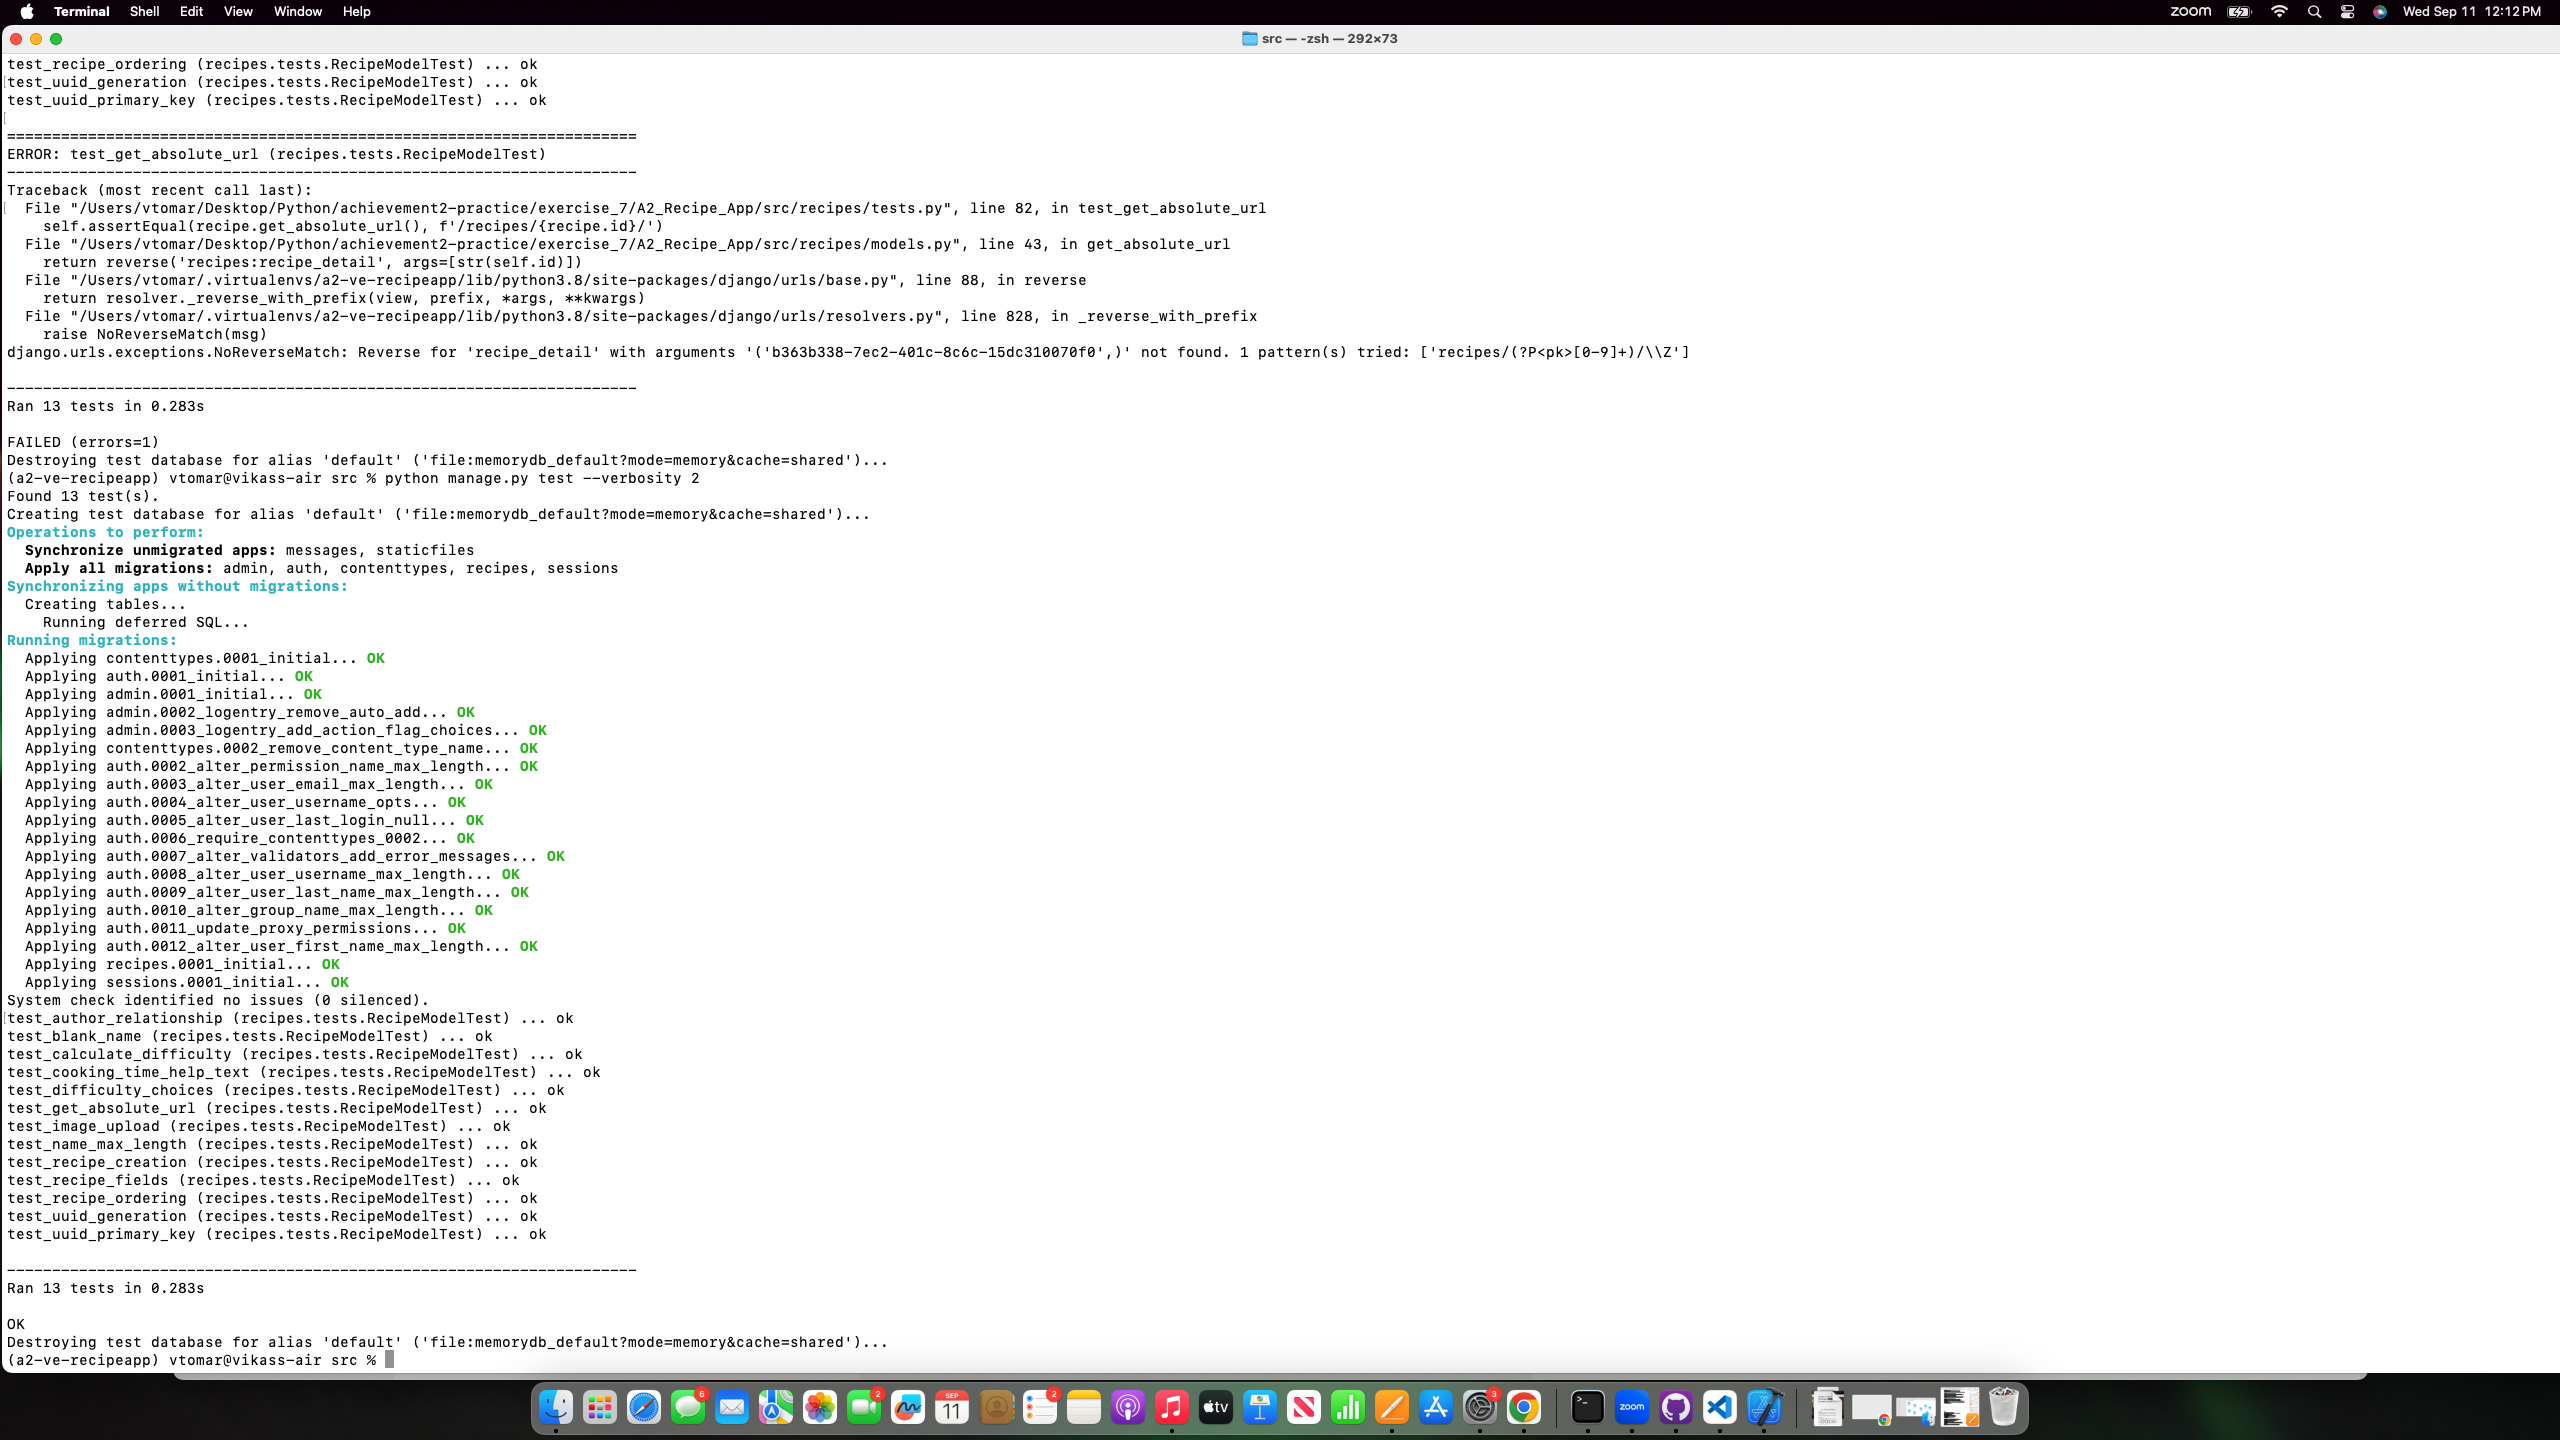 Terminal Shell Edit View Window Help zoom Wed Sep 11 12:12 PM
src — -zsh — 292×73
test_recipe_ordering (recipes.tests.RecipeModelTest) ... ok
test_uuid_generation (recipes.tests.RecipeModelTest) ... ok
test_uuid_primary_key (recipes.tests.RecipeModelTest) ... ok
======================================================================
ERROR: test_get_absolute_url (recipes.tests.RecipeModelTest)
----------------------------------------------------------------------
Traceback (most recent call last):
  File "/Users/vtomar/Desktop/Python/achievement2-practice/exercise_7/A2_Recipe_App/src/recipes/tests.py", line 82, in test_get_absolute_url
    self.assertEqual(recipe.get_absolute_url(), f'/recipes/{recipe.id}/')
  File "/Users/vtomar/Desktop/Python/achievement2-practice/exercise_7/A2_Recipe_App/src/recipes/models.py", line 43, in get_absolute_url
    return reverse('recipes:recipe_detail', args=[str(self.id)])
  File "/Users/vtomar/.virtualenvs/a2-ve-recipeapp/lib/python3.8/site-packages/django/urls/base.py", line 88, in reverse
    return resolver._reverse_with_prefix(view, prefix, *args, **kwargs)
  File "/Users/vtomar/.virtualenvs/a2-ve-recipeapp/lib/python3.8/site-packages/django/urls/resolvers.py", line 828, in _reverse_with_prefix
    raise NoReverseMatch(msg)
django.urls.exceptions.NoReverseMatch: Reverse for 'recipe_detail' with arguments '('b363b338-7ec2-401c-8c6c-15dc310070f0',)' not found. 1 pattern(s) tried: ['recipes/(?P<pk>[0-9]+)/\\Z']
----------------------------------------------------------------------
Ran 13 tests in 0.283s
FAILED (errors=1)
Destroying test database for alias 'default' ('file:memorydb_default?mode=memory&cache=shared')...
(a2-ve-recipeapp) vtomar@vikass-air src % python manage.py test --verbosity 2
Found 13 test(s).
Creating test database for alias 'default' ('file:memorydb_default?mode=memory&cache=shared')...
Operations to perform:
  Synchronize unmigrated apps: messages, staticfiles
  Apply all migrations: admin, auth, contenttypes, recipes, sessions
Synchronizing apps without migrations:
  Creating tables...
    Running deferred SQL...
Running migrations:
  Applying contenttypes.0001_initial... OK
  Applying auth.0001_initial... OK
  Applying admin.0001_initial... OK
  Applying admin.0002_logentry_remove_auto_add... OK
  Applying admin.0003_logentry_add_action_flag_choices... OK
  Applying contenttypes.0002_remove_content_type_name... OK
  Applying auth.0002_alter_permission_name_max_length... OK
  Applying auth.0003_alter_user_email_max_length... OK
  Applying auth.0004_alter_user_username_opts... OK
  Applying auth.0005_alter_user_last_login_null... OK
  Applying auth.0006_require_contenttypes_0002... OK
  Applying auth.0007_alter_validators_add_error_messages... OK
  Applying auth.0008_alter_user_username_max_length... OK
  Applying auth.0009_alter_user_last_name_max_length... OK
  Applying auth.0010_alter_group_name_max_length... OK
  Applying auth.0011_update_proxy_permissions... OK
  Applying auth.0012_alter_user_first_name_max_length... OK
  Applying recipes.0001_initial... OK
  Applying sessions.0001_initial... OK
System check identified no issues (0 silenced).
test_author_relationship (recipes.tests.RecipeModelTest) ... ok
test_blank_name (recipes.tests.RecipeModelTest) ... ok
test_calculate_difficulty (recipes.tests.RecipeModelTest) ... ok
test_cooking_time_help_text (recipes.tests.RecipeModelTest) ... ok
test_difficulty_choices (recipes.tests.RecipeModelTest) ... ok
test_get_absolute_url (recipes.tests.RecipeModelTest) ... ok
test_image_upload (recipes.tests.RecipeModelTest) ... ok
test_name_max_length (recipes.tests.RecipeModelTest) ... ok
test_recipe_creation (recipes.tests.RecipeModelTest) ... ok
test_recipe_fields (recipes.tests.RecipeModelTest) ... ok
test_recipe_ordering (recipes.tests.RecipeModelTest) ... ok
test_uuid_generation (recipes.tests.RecipeModelTest) ... ok
test_uuid_primary_key (recipes.tests.RecipeModelTest) ... ok
----------------------------------------------------------------------
Ran 13 tests in 0.283s
OK
Destroying test database for alias 'default' ('file:memorydb_default?mode=memory&cache=shared')...
(a2-ve-recipeapp) vtomar@vikass-air src %
6 2 SEP 11 2 tv 3 zoom